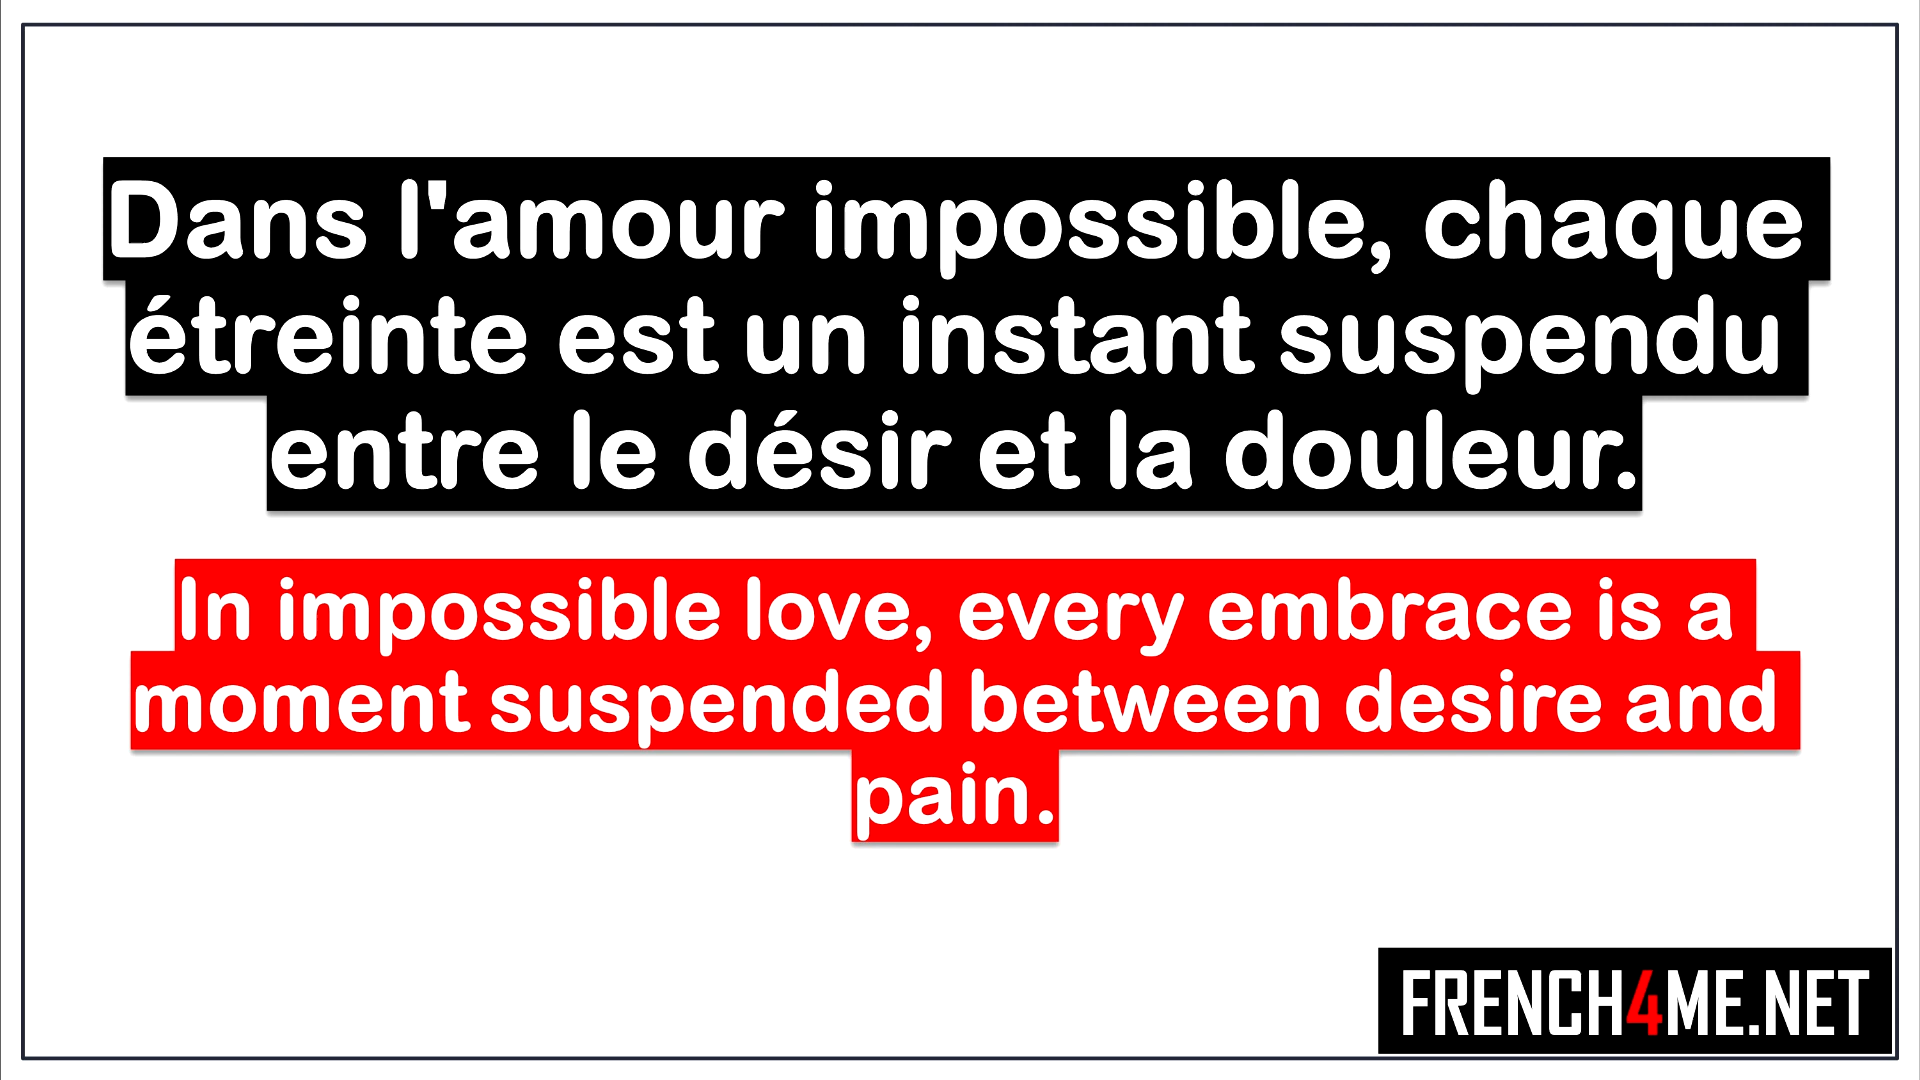 Dans l'amour impossible, chaque
étreinte est un instant suspendu
entre le désir et la douleur.
In impossible love, every embrace is a
moment suspended between desire and
pain.
FRENCH4ME.NET